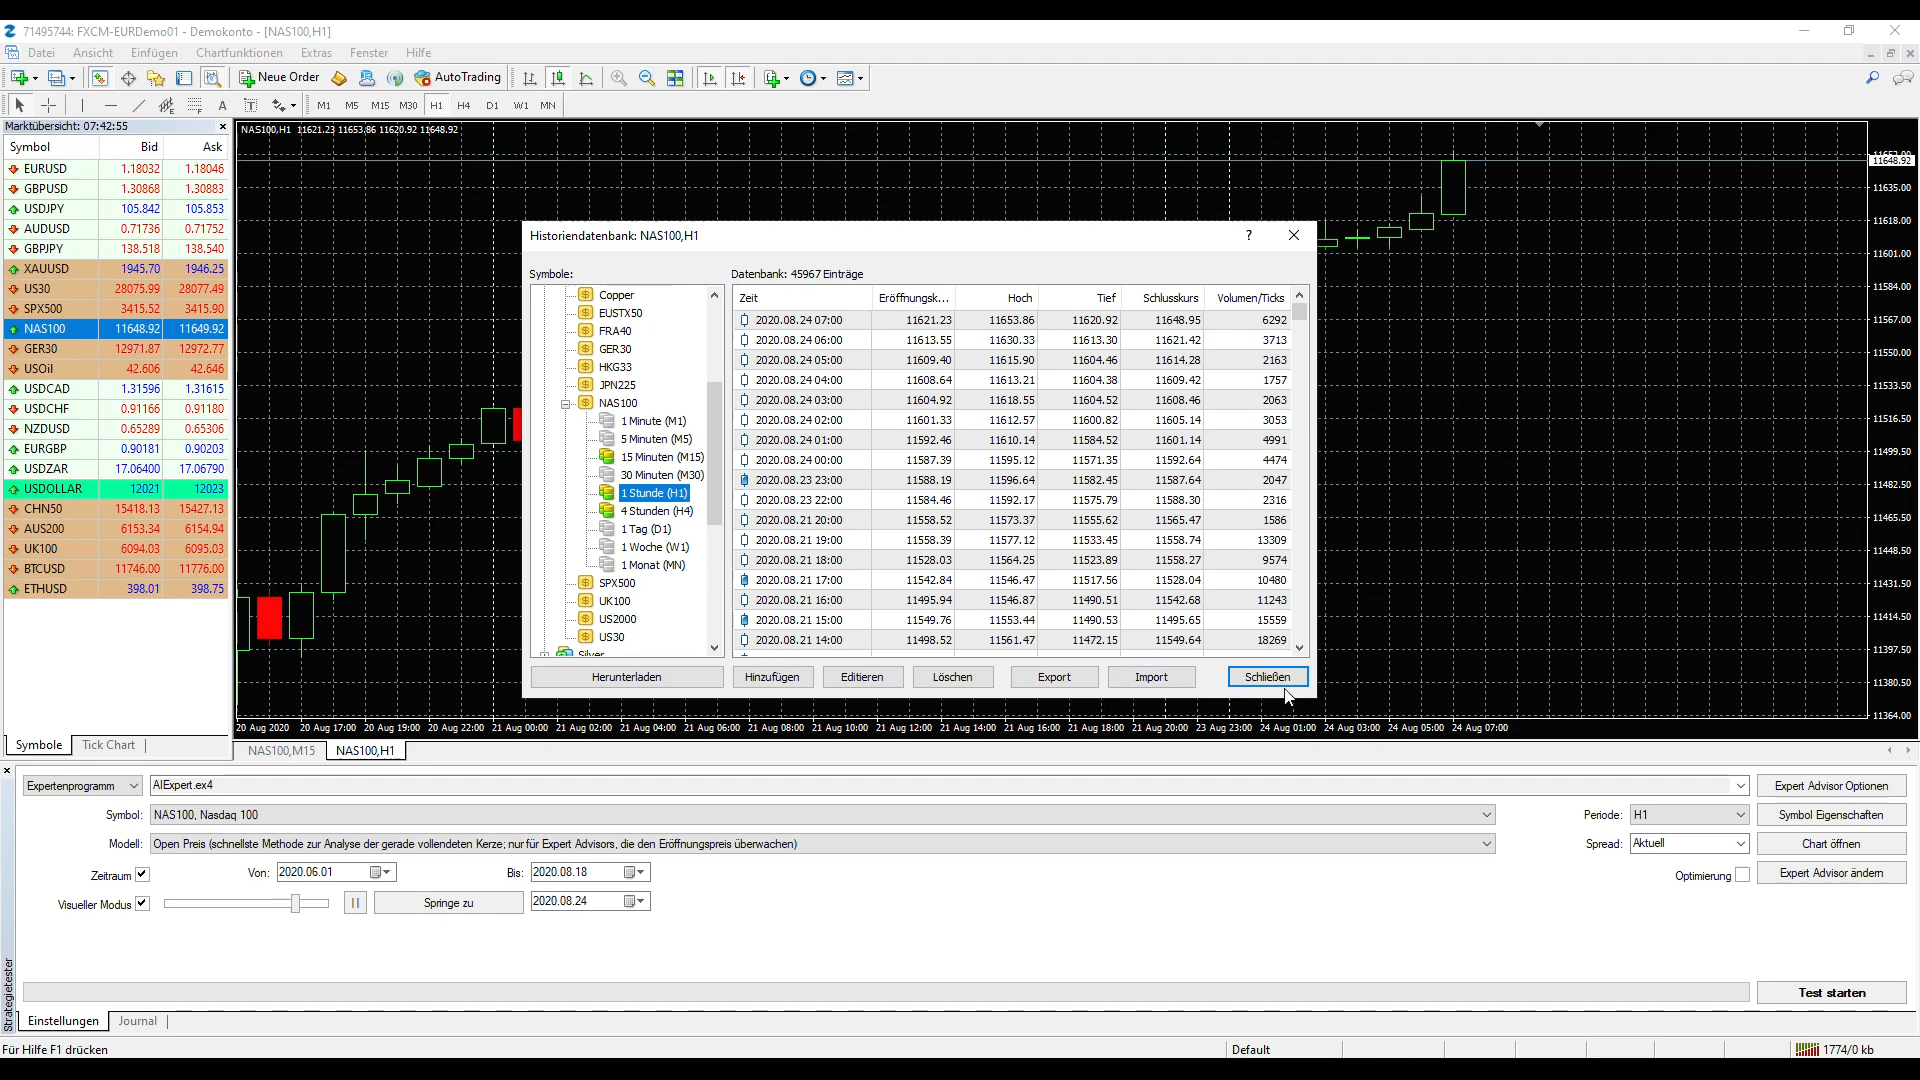 71495744: FXCM-EURDemo01 - Demokonto - [NAS100,H1]
Datei Ansicht Einfügen Chartfunktionen Extras Fenster Hilfe
New Order AutoTrading
A T M1 M5 M15 M30 H1 H4 D1 W1 MN
Marktübersicht: 07:42:55
Symbol Bid Ask
EURUSD 1.18032 1.18046
GBPUSD 1.30868 1.30883
USDJPY 105.842 105.853
AUDUSD 0.71736 0.71752
GBPJPY 138.518 138.540
XAUUSD 1945.70 1946.25
US30 28075.99 28077.49
SPX500 3415.52 3415.90
NAS100 11648.92 11649.92
GER30 12971.87 12972.77
USOil 42.606 42.646
USDCAD 1.31596 1.31615
USDCHF 0.91166 0.91180
NZDUSD 0.65289 0.65306
EURGBP 0.90181 0.90203
USDZAR 17.06400 17.06790
USDOLLAR 12021 12023
CHN50 15418.13 15427.13
AUS200 6153.34 6154.94
UK100 6094.03 6095.03
BTCUSD 11746.00 11776.00
ETHUSD 398.01 398.75
Symbole Tick Chart
NAS100,H1 11621.23 11653.86 11620.92 11648.92
11652.00
11648.92
11635.00
11618.00
11601.00
11584.00
11567.00
11550.00
11533.50
11516.50
11499.50
11482.50
11465.50
11448.50
11431.50
11414.50
11397.50
11380.50
11364.00
20 Aug 2020 20 Aug 17:00 20 Aug 19:00 20 Aug 22:00 21 Aug 00:00 21 Aug 02:00 21 Aug 04:00 21 Aug 06:00 21 Aug 08:00 21 Aug 10:00 21 Aug 12:00 21 Aug 14:00 21 Aug 16:00 21 Aug 18:00 21 Aug 20:00 23 Aug 23:00 24 Aug 01:00 24 Aug 03:00 24 Aug 05:00 24 Aug 07:00
NAS100,M15 NAS100,H1
Historiendatenbank: NAS100,H1 ?
Symbole:
Copper
EUSTX50
FRA40
GER30
HKG33
JPN225
NAS100
1 Minute (M1)
5 Minuten (M5)
15 Minuten (M15)
30 Minuten (M30)
1 Stunde (H1)
4 Stunden (H4)
1 Tag (D1)
1 Woche (W1)
1 Monat (MN)
SPX500
UK100
US2000
US30
Silver
Datenbank: 45967 Einträge
Zeit Eröffnungsk... Hoch Tief Schlusskurs Volumen/Ticks
2020.08.24 07:00 11621.23 11653.86 11620.92 11648.95 6292
2020.08.24 06:00 11613.55 11630.33 11613.30 11621.42 3713
2020.08.24 05:00 11609.40 11615.90 11604.46 11614.28 2163
2020.08.24 04:00 11608.64 11613.21 11604.38 11609.42 1757
2020.08.24 03:00 11604.92 11618.55 11604.52 11608.46 2063
2020.08.24 02:00 11601.33 11612.57 11600.82 11605.14 3053
2020.08.24 01:00 11592.46 11610.14 11584.52 11601.14 4991
2020.08.24 00:00 11587.39 11595.12 11571.35 11592.64 4474
2020.08.23 23:00 11588.19 11596.64 11582.45 11587.64 2047
2020.08.23 22:00 11584.46 11592.17 11575.79 11588.30 2316
2020.08.21 20:00 11558.52 11573.37 11555.62 11565.47 1586
2020.08.21 19:00 11558.39 11577.12 11533.45 11558.74 13309
2020.08.21 18:00 11528.03 11564.25 11523.89 11558.27 9574
2020.08.21 17:00 11542.84 11546.47 11517.56 11528.04 10480
2020.08.21 16:00 11495.94 11546.87 11490.51 11542.68 11243
2020.08.21 15:00 11549.76 11553.44 11490.53 11495.65 15559
2020.08.21 14:00 11498.52 11561.47 11472.15 11549.64 18269
Herunterladen Hinzufügen Editieren Löschen Export Import Schließen
Expertenprogramm AIExpert.ex4 Expert Advisor Optionen
Symbol: NAS100, Nasdaq 100 Periode: H1 Symbol Eigenschaften
Modell: Open Preis (schnellste Methode zur Analyse der gerade vollendeten Kerze; nur für Expert Advisors, die den Eröffnungspreis überwachen) Spread: Aktuell Chart öffnen
Zeitraum Von: 2020.06.01 Bis: 2020.08.18 Optimierung Expert Advisor ändern
Visueller Modus Springe zu 2020.08.24
Test starten
Strategietester
Einstellungen Journal
Für Hilfe F1 drücken Default 1774/0 kb